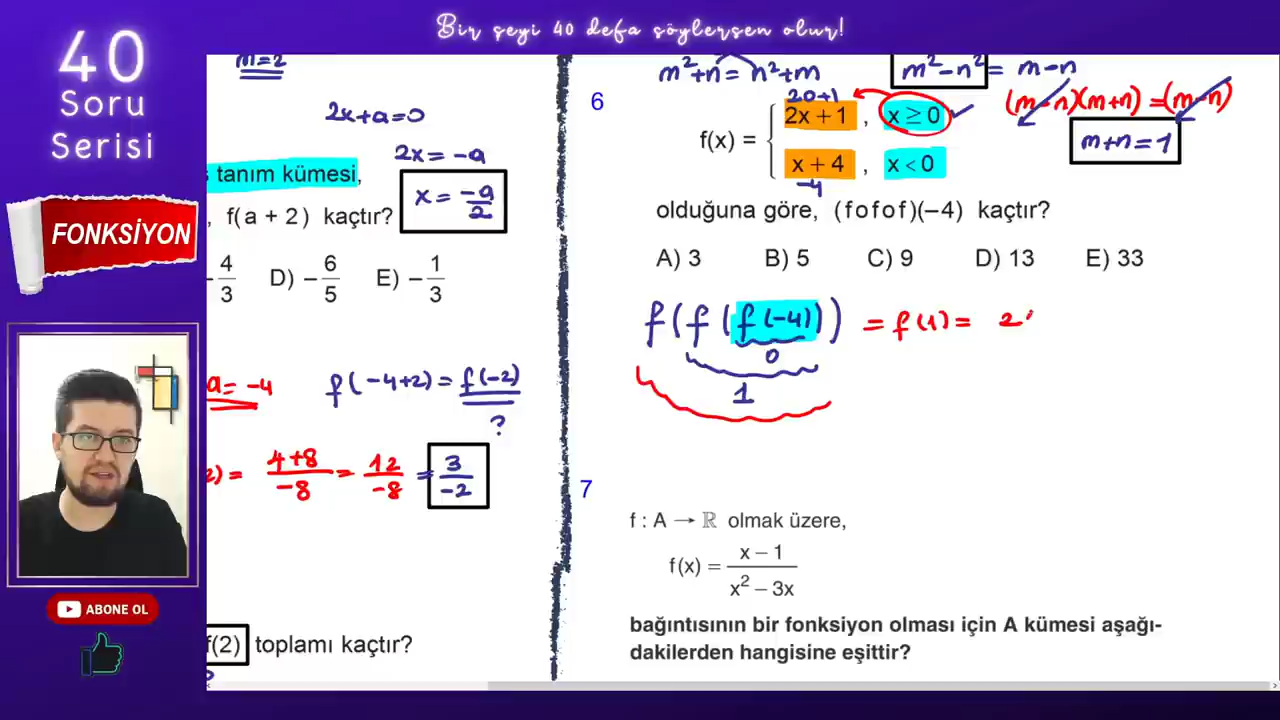 Bir şeyi 40 defa söylersen olur!
40
Soru
Serisi
FONKSİYON
ABONE OL
m=2
2x+a=0
2x = -a
tanım kümesi,
x = -a/2
, f(a + 2) kaçtır?
4/3 D) -6/5 E) -1/3
a = -4
f(-4+2) = f(-2)
?
2) = 4+8/-8 = 12/-8 = 3/-2
f(2) toplamı kaçtır?
m²+n = n²+m
m²-n² = m-n
(m-n)(m+n) = (m-n)
m+n = 1
6
2.0+1
f(x) = { 2x + 1 , x ≥ 0
x + 4 , x < 0
-4
olduğuna göre, (fofof)(-4) kaçtır?
A) 3 B) 5 C) 9 D) 13 E) 33
f(f(f(-4))) = f(1) = 2
0
1
7
f : A → ℝ olmak üzere,
f(x) = x - 1 / x² - 3x
bağıntısının bir fonksiyon olması için A kümesi aşağı-
dakilerden hangisine eşittir?